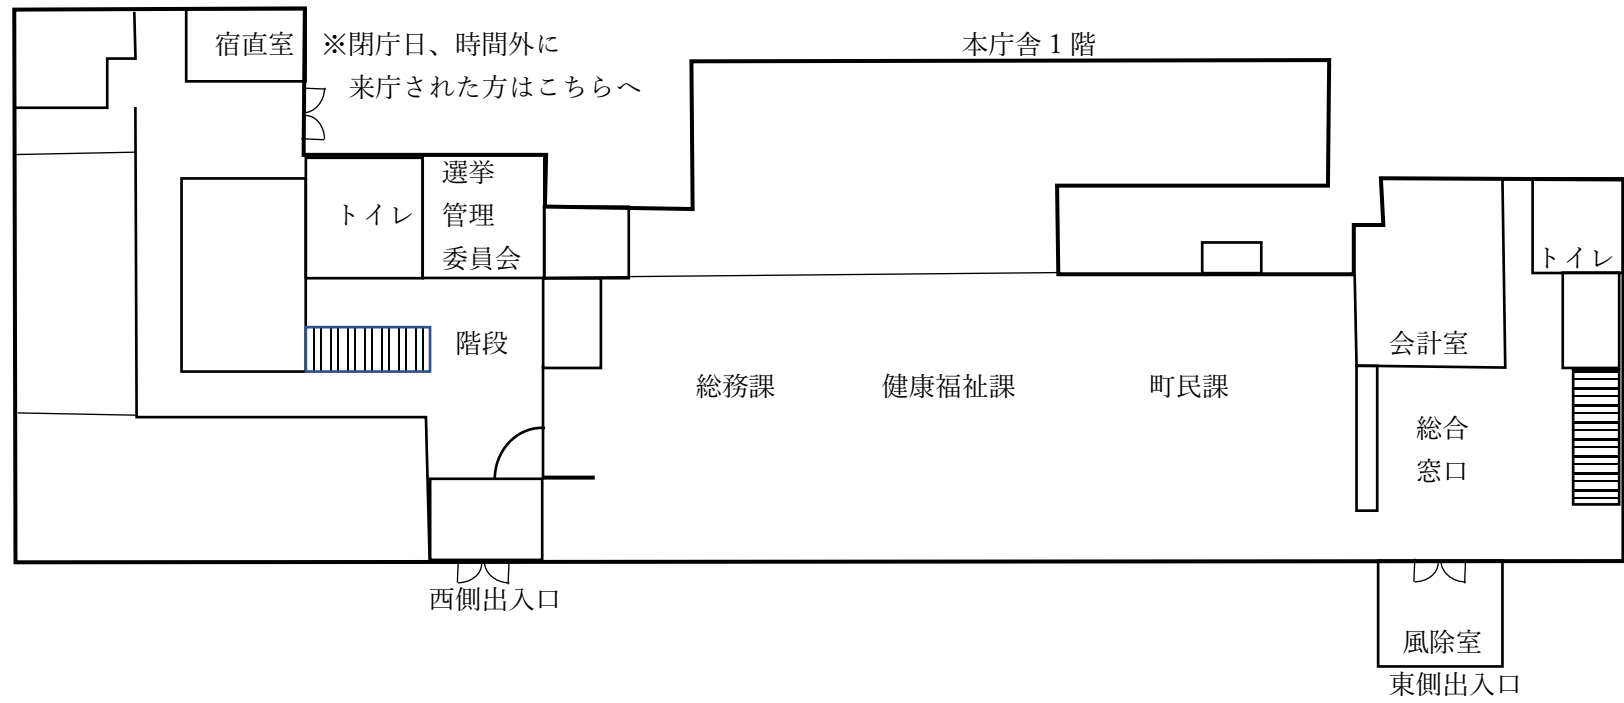 宿直室
※閉庁日、時間外に
来庁された方はこちらへ
本庁舎１階
選挙
管理
委員会
トイレ
トイレ
階段
会計室
総務課
健康福祉課
町民課
総合
窓口
西側出入口
風除室
東側出入口